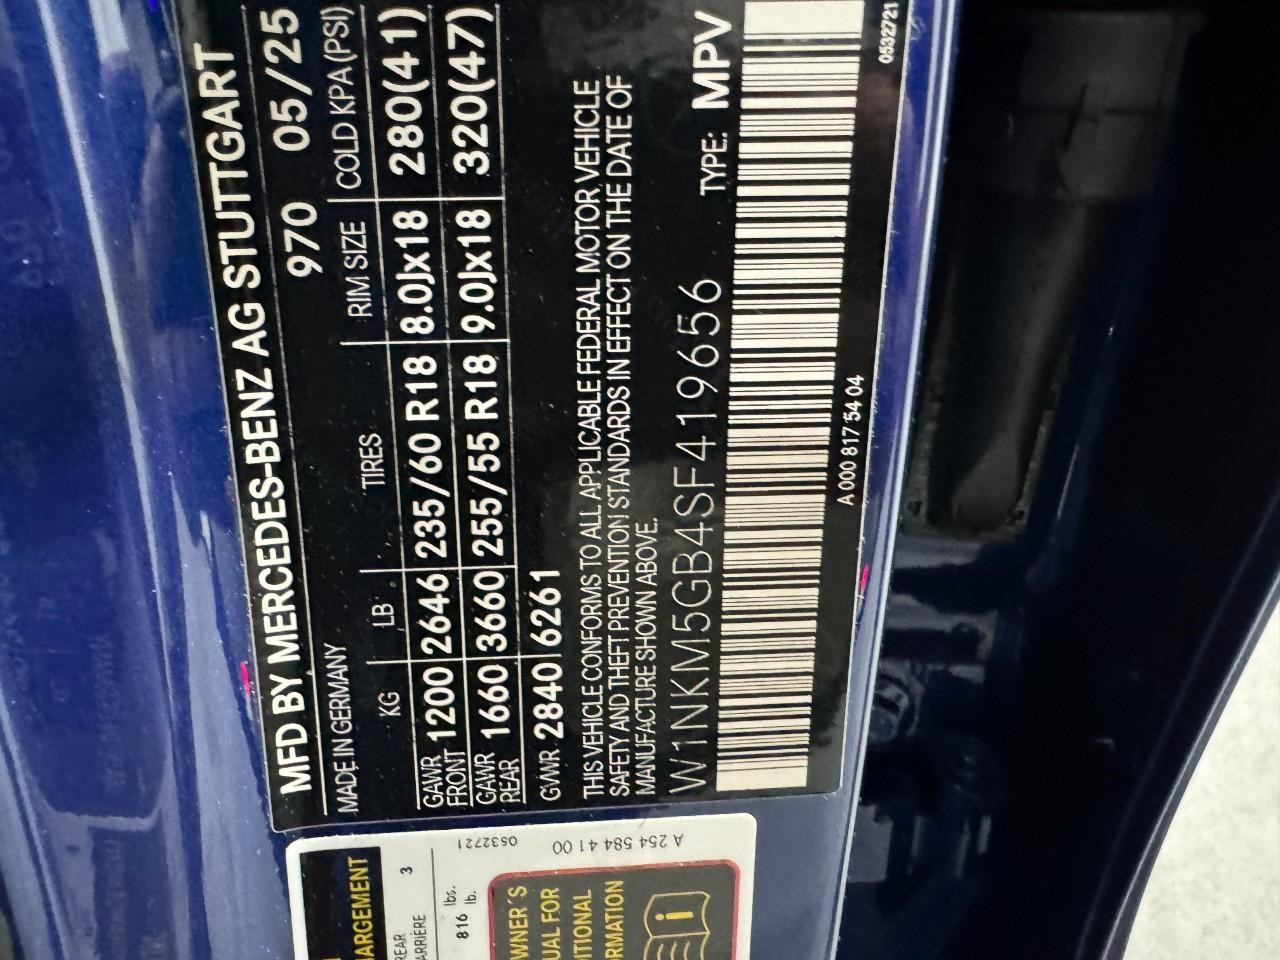 MFD BY MERCEDES-BENZ AG STUTTGART
MADE IN GERMANY 970 05/25
KG LB TIRES RIM SIZE COLD KPA (PSI)
GAWR FRONT 1200 2646 235/60 R18 8.0Jx18 280(41)
GAWR REAR 1660 3660 255/55 R18 9.0Jx18 320(47)
GVWR 2840 6261
THIS VEHICLE CONFORMS TO ALL APPLICABLE FEDERAL MOTOR VEHICLE
SAFETY AND THEFT PREVENTION STANDARDS IN EFFECT ON THE DATE OF
MANUFACTURE SHOWN ABOVE.
W1NKM5GB4SF419656 TYPE: MPV
A 000 817 54 04 0532721
ARGEMENT
REAR 3
ARRIÈRE
816 lbs.
lb.
0532721
A 254 584 41 00
WNER´S
UAL FOR
ITIONAL
RMATION
i